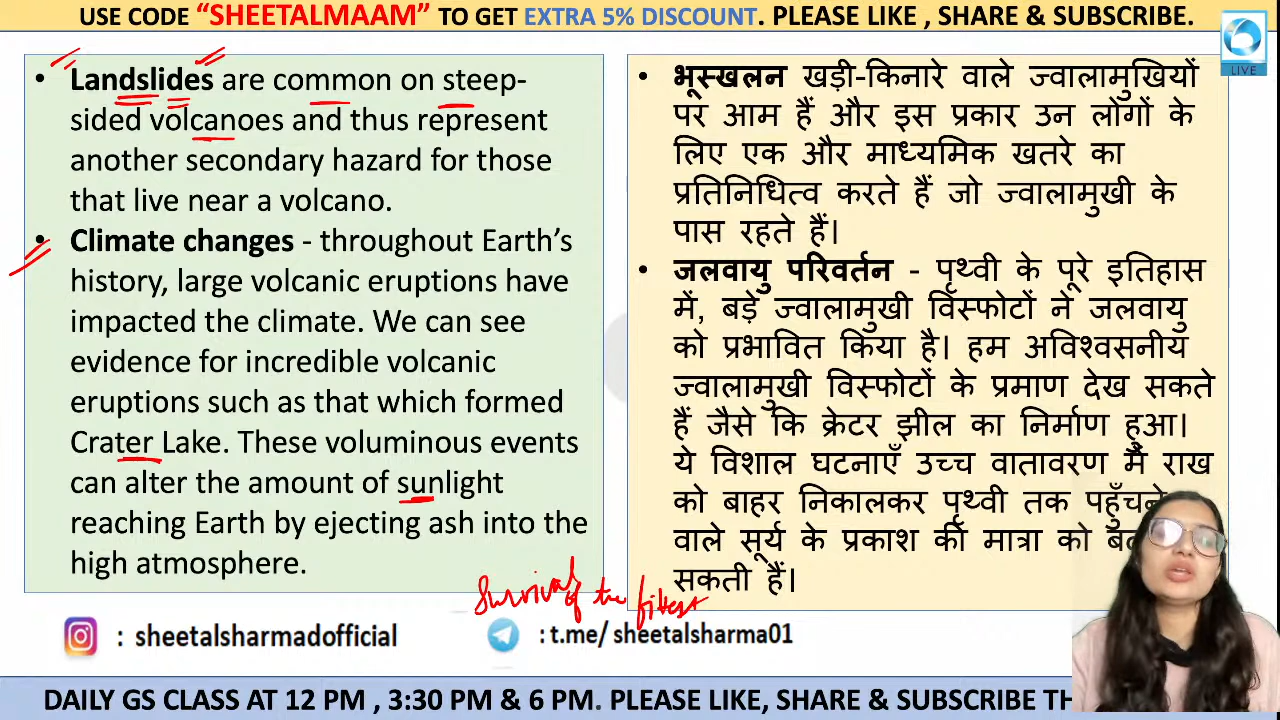 USE CODE “SHEETALMAAM” TO GET EXTRA 5% DISCOUNT. PLEASE LIKE , SHARE & SUBSCRIBE.
LIVE
• Landslides are common on steep-
sided volcanoes and thus represent
another secondary hazard for those
that live near a volcano.
• Climate changes - throughout Earth’s
history, large volcanic eruptions have
impacted the climate. We can see
evidence for incredible volcanic
eruptions such as that which formed
Crater Lake. These voluminous events
can alter the amount of sunlight
reaching Earth by ejecting ash into the
high atmosphere.
• भूस्खलन खड़ी-किनारे वाले ज्वालामुखियों
पर आम हैं और इस प्रकार उन लोगों के
लिए एक और माध्यमिक खतरे का
प्रतिनिधित्व करते हैं जो ज्वालामुखी के
पास रहते हैं।
• जलवायु परिवर्तन - पृथ्वी के पूरे इतिहास
में, बड़े ज्वालामुखी विस्फोटों ने जलवायु
को प्रभावित किया है। हम अविश्वसनीय
ज्वालामुखी विस्फोटों के प्रमाण देख सकते
हैं जैसे कि क्रेटर झील का निर्माण हुआ।
ये विशाल घटनाएँ उच्च वातावरण में राख
को बाहर निकालकर पृथ्वी तक पहुँचने
वाले सूर्य के प्रकाश की मात्रा को
सकती हैं।
Survival of the fittest
: sheetalsharmadofficial
: t.me/ sheetalsharma01
DAILY GS CLASS AT 12 PM , 3:30 PM & 6 PM. PLEASE LIKE, SHARE & SUBSCRIBE